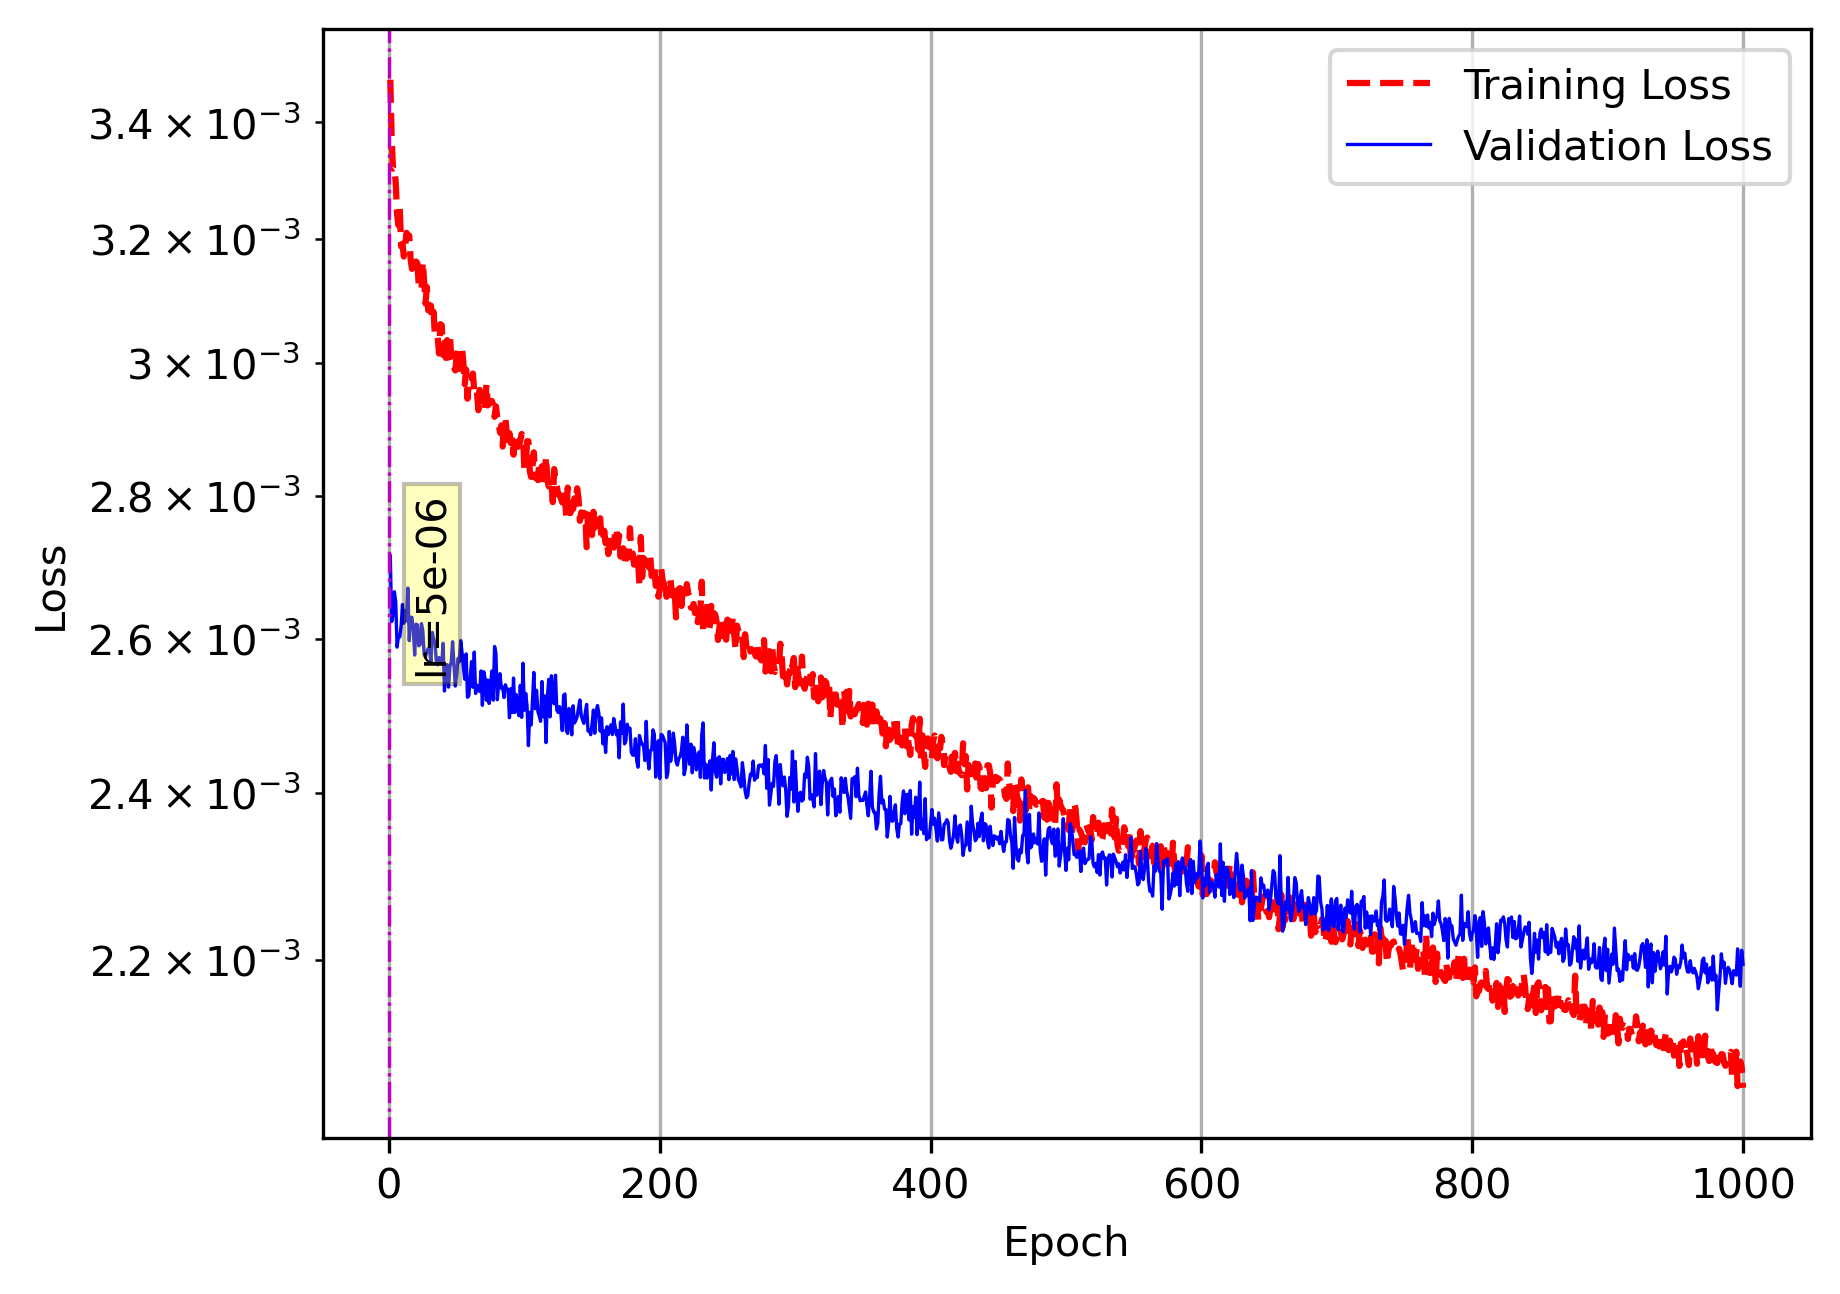 Training Loss
Validation Loss
3.4 × 10⁻³
3.2 × 10⁻³
3 × 10⁻³
2.8 × 10⁻³
2.6 × 10⁻³
2.4 × 10⁻³
2.2 × 10⁻³
Loss
lr=5e-06
0 200 400 600 800 1000
Epoch